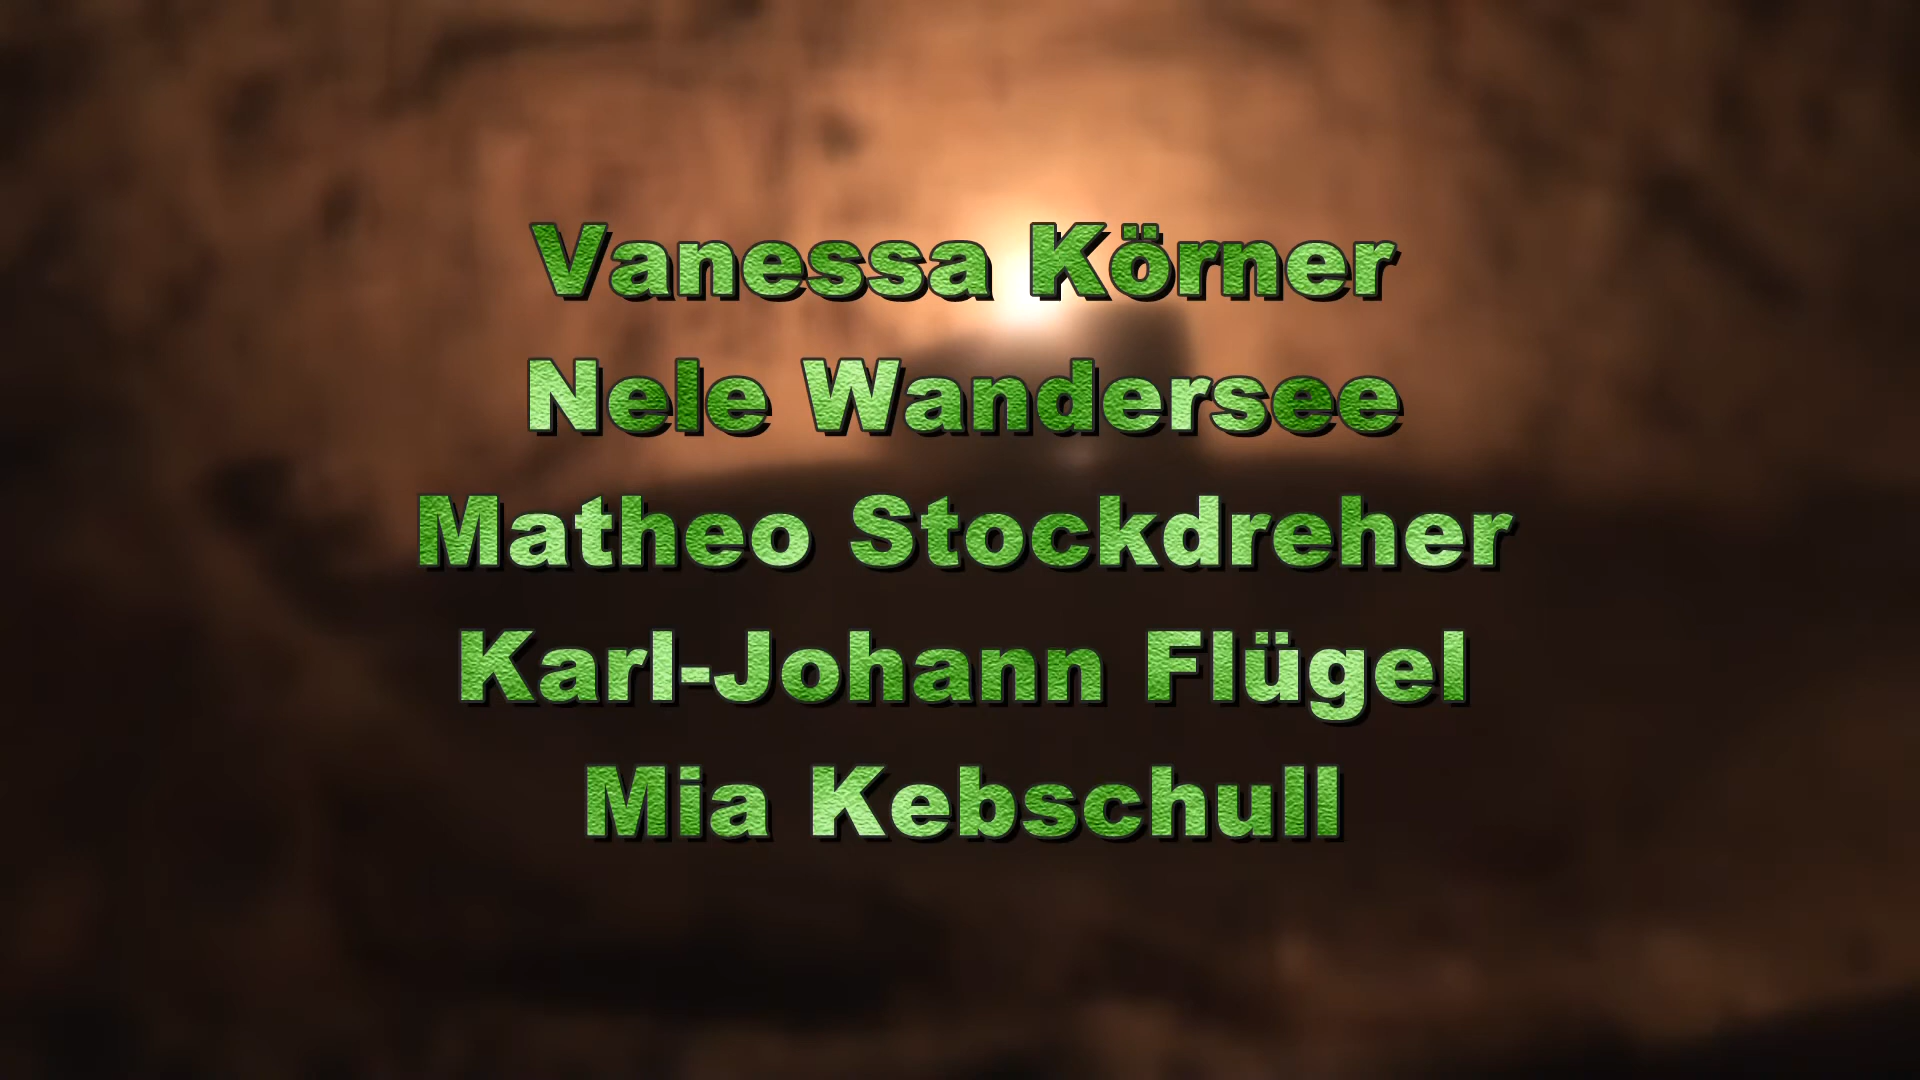 Vanessa Körner
Nele Wandersee
Matheo Stockdreher
Karl-Johann Flügel
Mia Kebschull